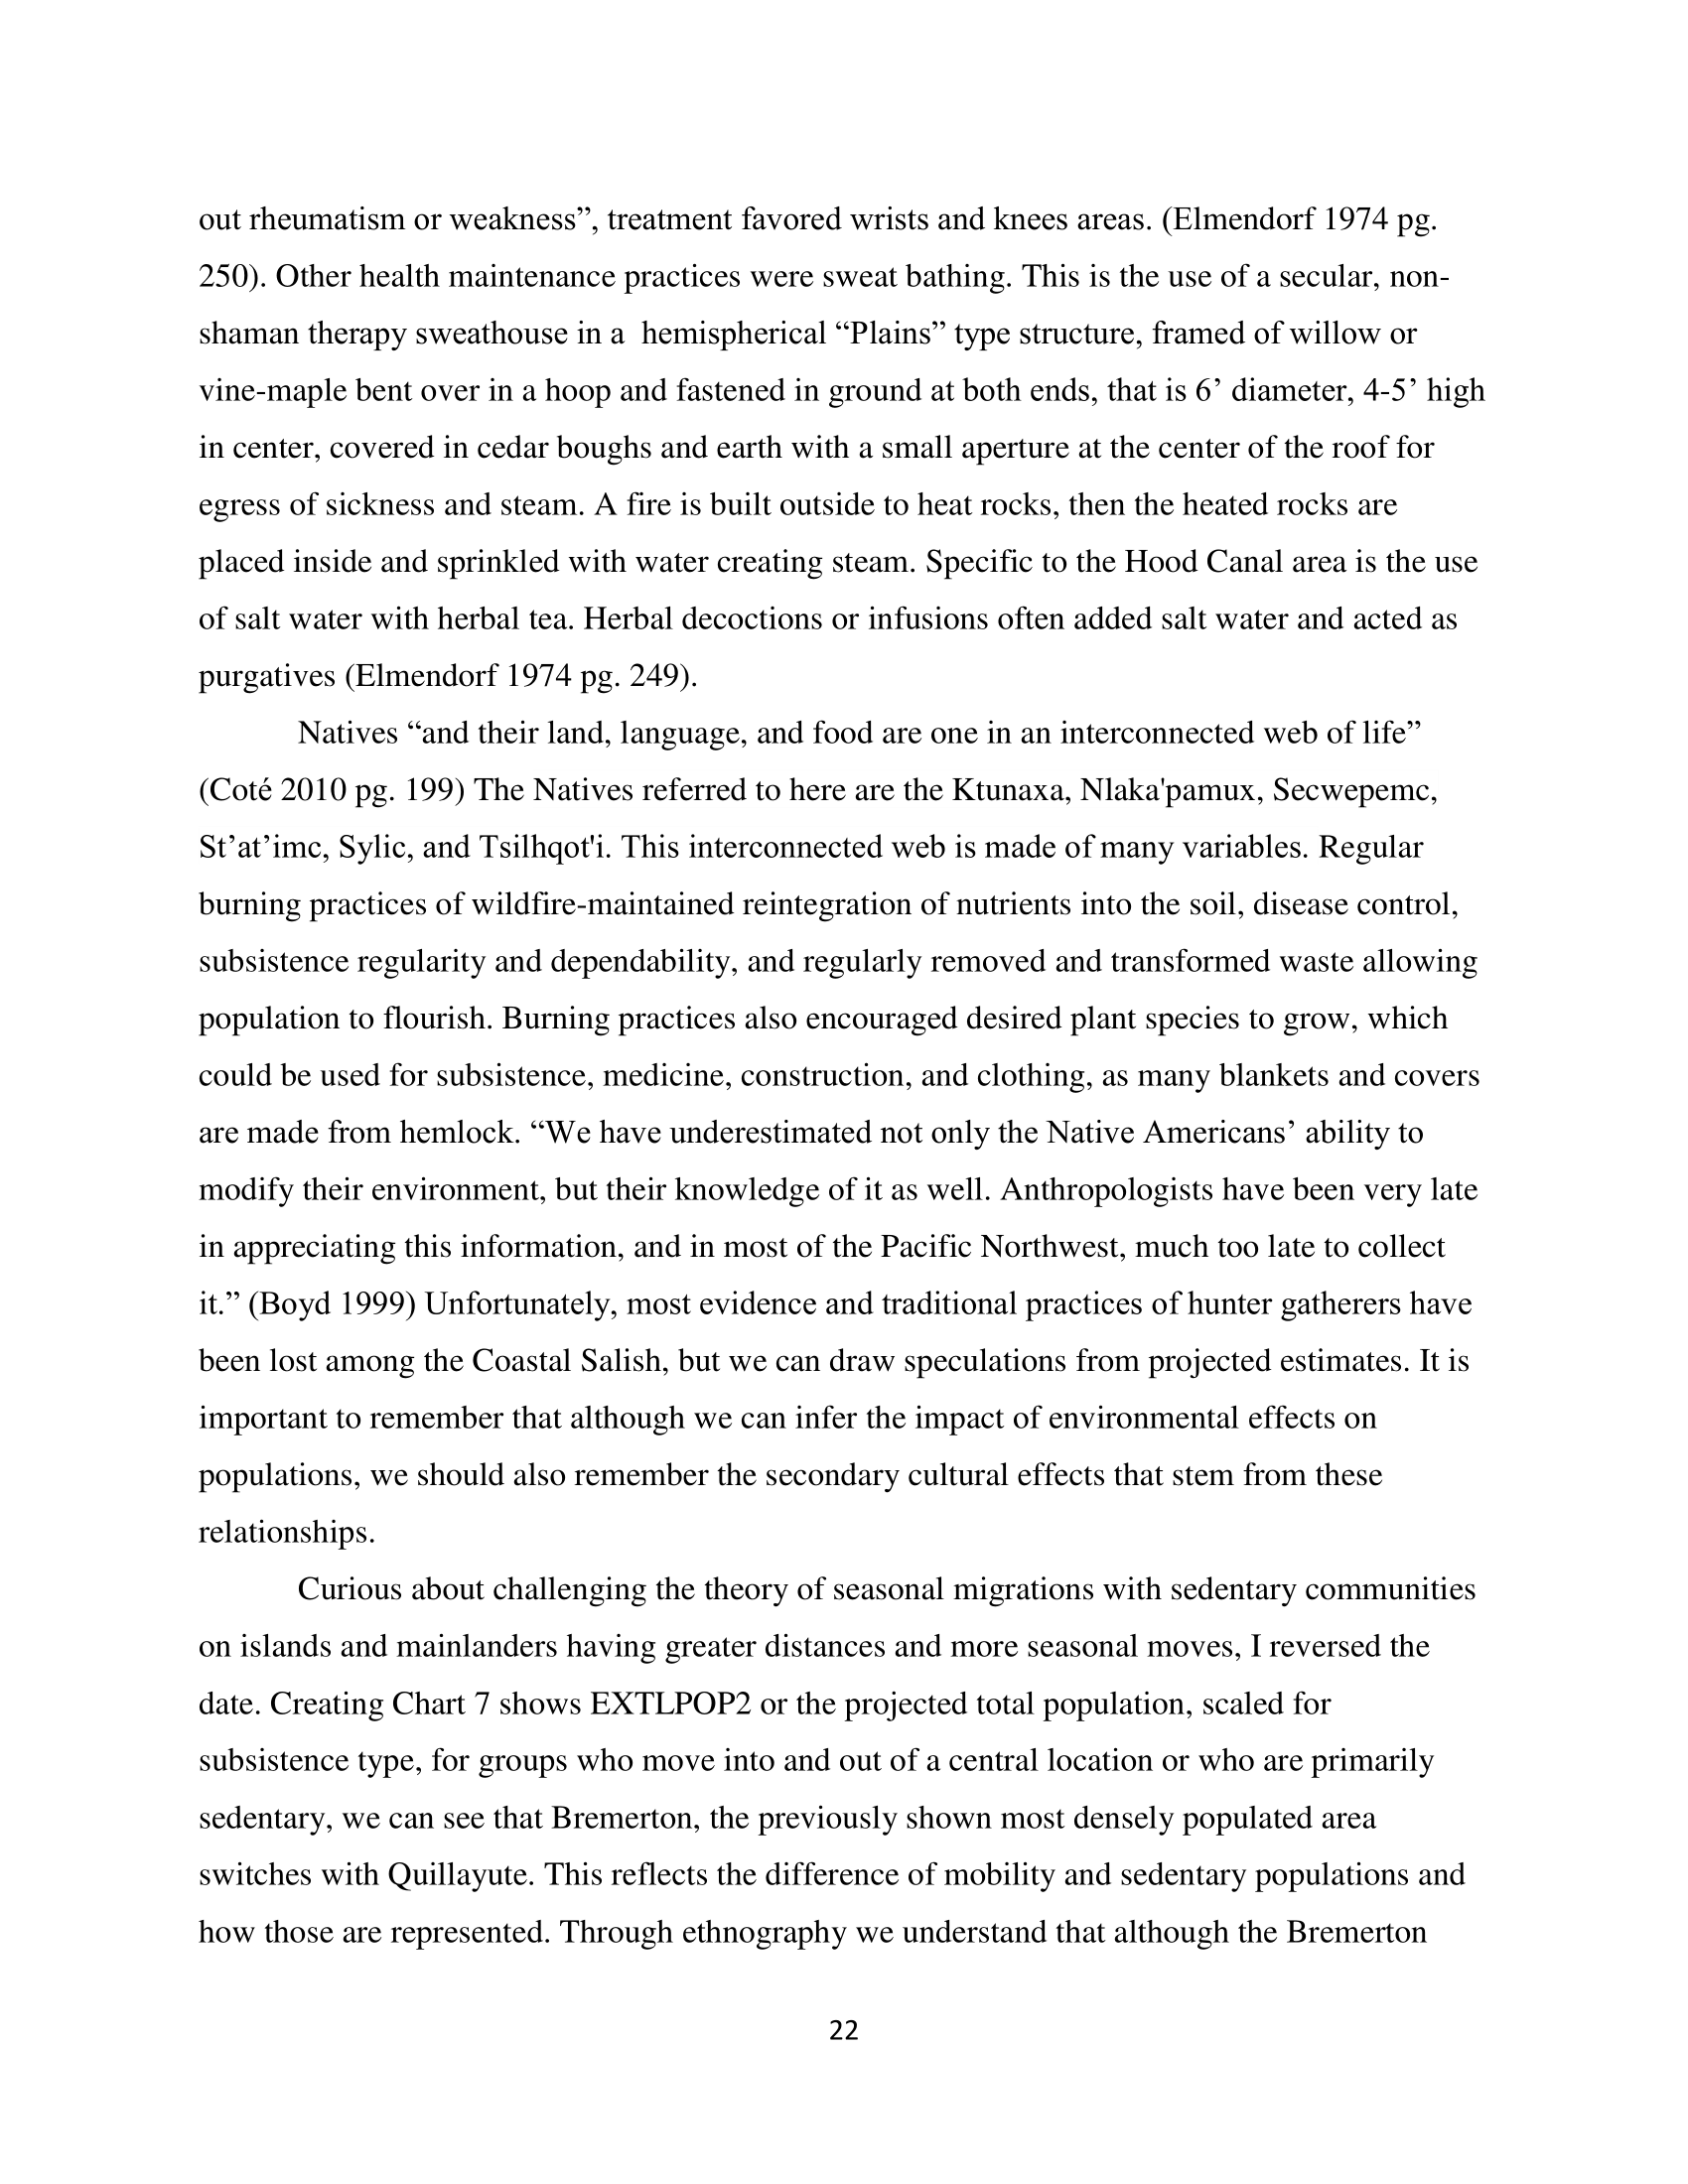 out rheumatism or weakness”, treatment favored wrists and knees areas. (Elmendorf 1974 pg.
250). Other health maintenance practices were sweat bathing. This is the use of a secular, non-
shaman therapy sweathouse in a  hemispherical “Plains” type structure, framed of willow or
vine-maple bent over in a hoop and fastened in ground at both ends, that is 6’ diameter, 4-5’ high
in center, covered in cedar boughs and earth with a small aperture at the center of the roof for
egress of sickness and steam. A fire is built outside to heat rocks, then the heated rocks are
placed inside and sprinkled with water creating steam. Specific to the Hood Canal area is the use
of salt water with herbal tea. Herbal decoctions or infusions often added salt water and acted as
purgatives (Elmendorf 1974 pg. 249).
Natives “and their land, language, and food are one in an interconnected web of life”
(Coté 2010 pg. 199) The Natives referred to here are the Ktunaxa, Nlaka'pamux, Secwepemc,
St’at’imc, Sylic, and Tsilhqot'i. This interconnected web is made of many variables. Regular
burning practices of wildfire-maintained reintegration of nutrients into the soil, disease control,
subsistence regularity and dependability, and regularly removed and transformed waste allowing
population to flourish. Burning practices also encouraged desired plant species to grow, which
could be used for subsistence, medicine, construction, and clothing, as many blankets and covers
are made from hemlock. “We have underestimated not only the Native Americans’ ability to
modify their environment, but their knowledge of it as well. Anthropologists have been very late
in appreciating this information, and in most of the Pacific Northwest, much too late to collect
it.” (Boyd 1999) Unfortunately, most evidence and traditional practices of hunter gatherers have
been lost among the Coastal Salish, but we can draw speculations from projected estimates. It is
important to remember that although we can infer the impact of environmental effects on
populations, we should also remember the secondary cultural effects that stem from these
relationships.
Curious about challenging the theory of seasonal migrations with sedentary communities
on islands and mainlanders having greater distances and more seasonal moves, I reversed the
date. Creating Chart 7 shows EXTLPOP2 or the projected total population, scaled for
subsistence type, for groups who move into and out of a central location or who are primarily
sedentary, we can see that Bremerton, the previously shown most densely populated area
switches with Quillayute. This reflects the difference of mobility and sedentary populations and
how those are represented. Through ethnography we understand that although the Bremerton
22